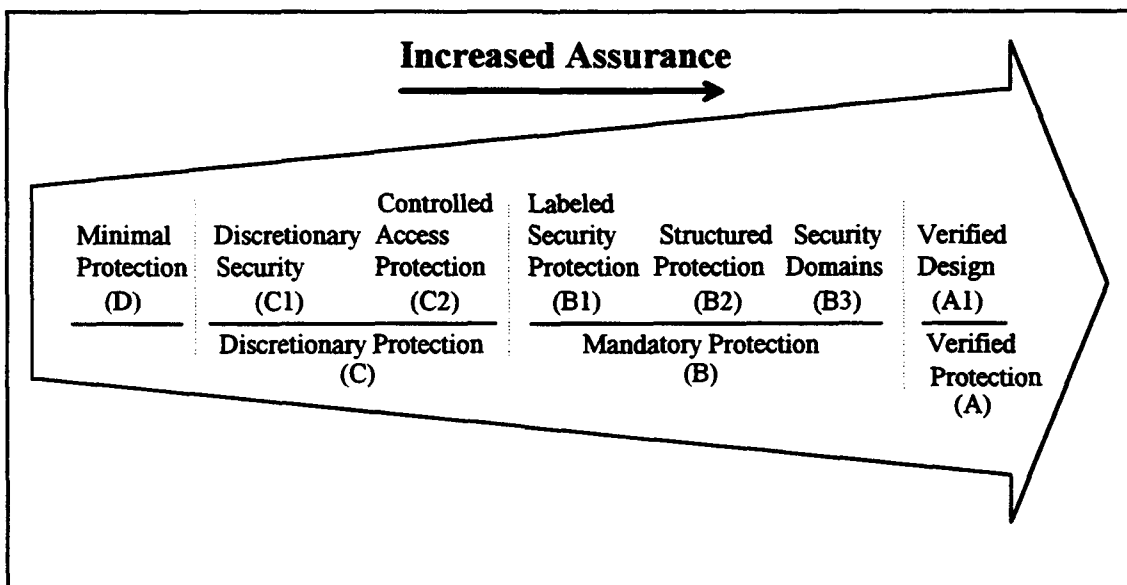 Increased Assurance
Minimal
Protection
(D)
Discretionary
Security
(C1)
Controlled
Access
Protection
(C2)
Discretionary Protection
(C)
Labeled
Security
Protection
(B1)
Structured
Protection
(B2)
Security
Domains
(B3)
Mandatory Protection
(B)
Verified
Design
(A1)
Verified
Protection
(A)